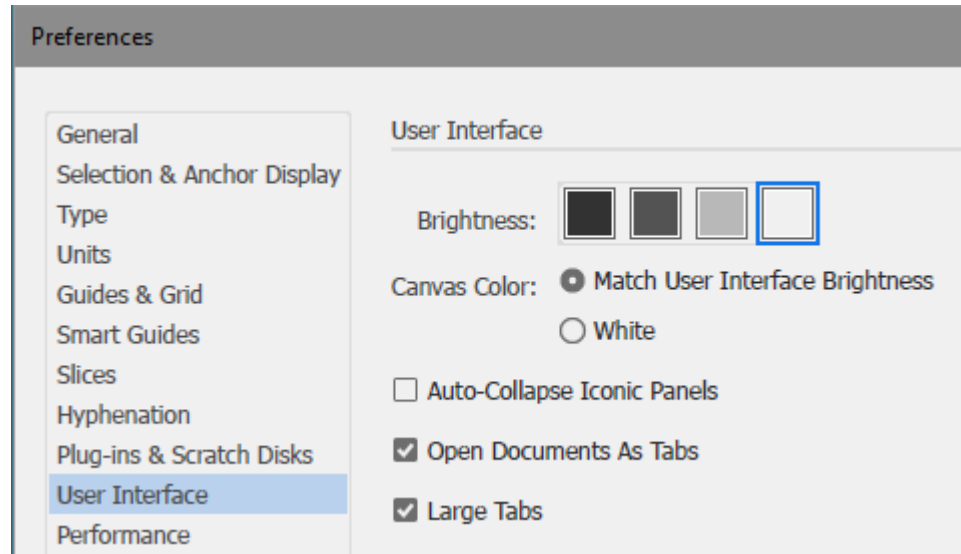 Preferences
General
Selection & Anchor Display
Type
Units
Guides & Grid
Smart Guides
Slices
Hyphenation
Plug-ins & Scratch Disks
User Interface
Performance
User Interface
Brightness:
Canvas Color:
Match User Interface Brightness
White
Auto-Collapse Iconic Panels
Open Documents As Tabs
Large Tabs